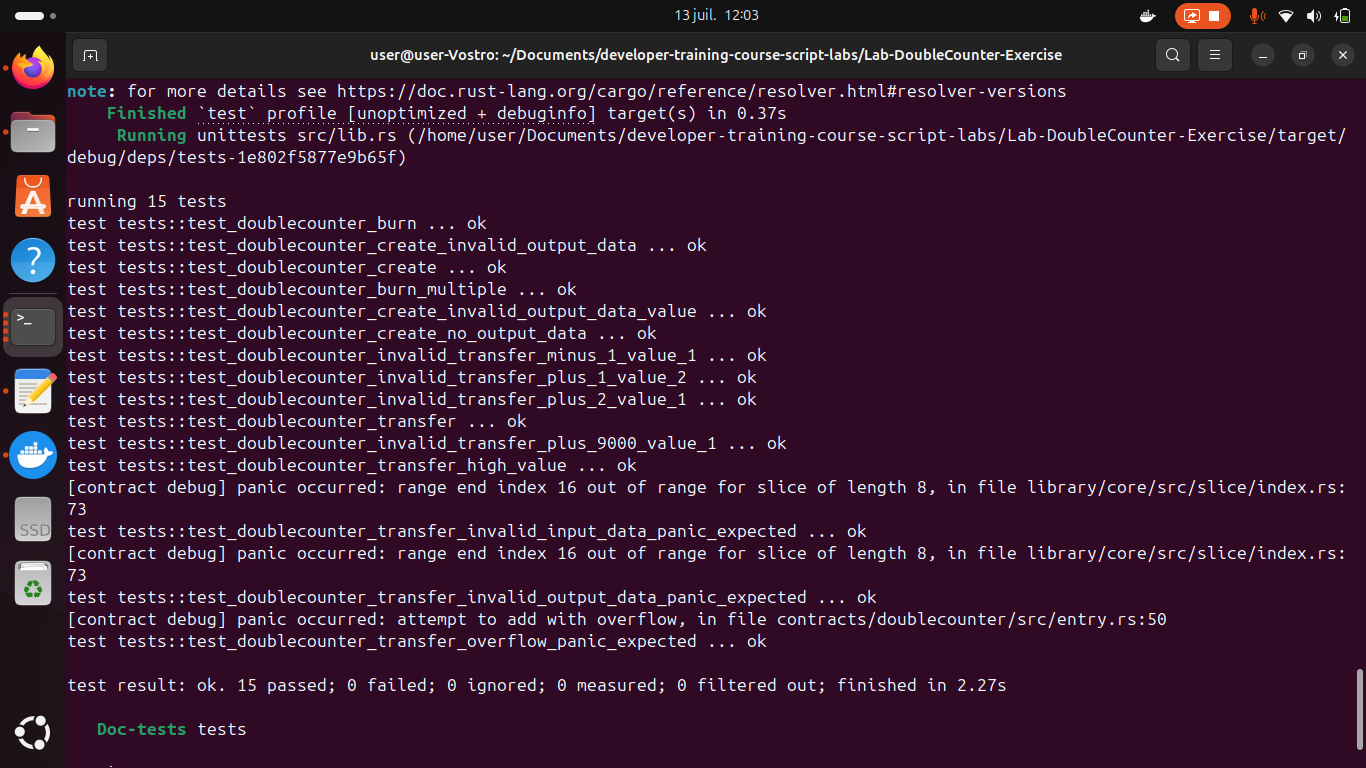 13 juil. 12:03
user@user-Vostro: ~/Documents/developer-training-course-script-labs/Lab-DoubleCounter-Exercise
note: for more details see https://doc.rust-lang.org/cargo/reference/resolver.html#resolver-versions
Finished `test` profile [unoptimized + debuginfo] target(s) in 0.37s
Running unittests src/lib.rs (/home/user/Documents/developer-training-course-script-labs/Lab-DoubleCounter-Exercise/target/
debug/deps/tests-1e802f5877e9b65f)
running 15 tests
test tests::test_doublecounter_burn ... ok
test tests::test_doublecounter_create_invalid_output_data ... ok
test tests::test_doublecounter_create ... ok
test tests::test_doublecounter_burn_multiple ... ok
test tests::test_doublecounter_create_invalid_output_data_value ... ok
test tests::test_doublecounter_create_no_output_data ... ok
test tests::test_doublecounter_invalid_transfer_minus_1_value_1 ... ok
test tests::test_doublecounter_invalid_transfer_plus_1_value_2 ... ok
test tests::test_doublecounter_invalid_transfer_plus_2_value_1 ... ok
test tests::test_doublecounter_transfer ... ok
test tests::test_doublecounter_invalid_transfer_plus_9000_value_1 ... ok
test tests::test_doublecounter_transfer_high_value ... ok
[contract debug] panic occurred: range end index 16 out of range for slice of length 8, in file library/core/src/slice/index.rs:
73
test tests::test_doublecounter_transfer_invalid_input_data_panic_expected ... ok
[contract debug] panic occurred: range end index 16 out of range for slice of length 8, in file library/core/src/slice/index.rs:
73
test tests::test_doublecounter_transfer_invalid_output_data_panic_expected ... ok
[contract debug] panic occurred: attempt to add with overflow, in file contracts/doublecounter/src/entry.rs:50
test tests::test_doublecounter_transfer_overflow_panic_expected ... ok
test result: ok. 15 passed; 0 failed; 0 ignored; 0 measured; 0 filtered out; finished in 2.27s
Doc-tests tests
SSD